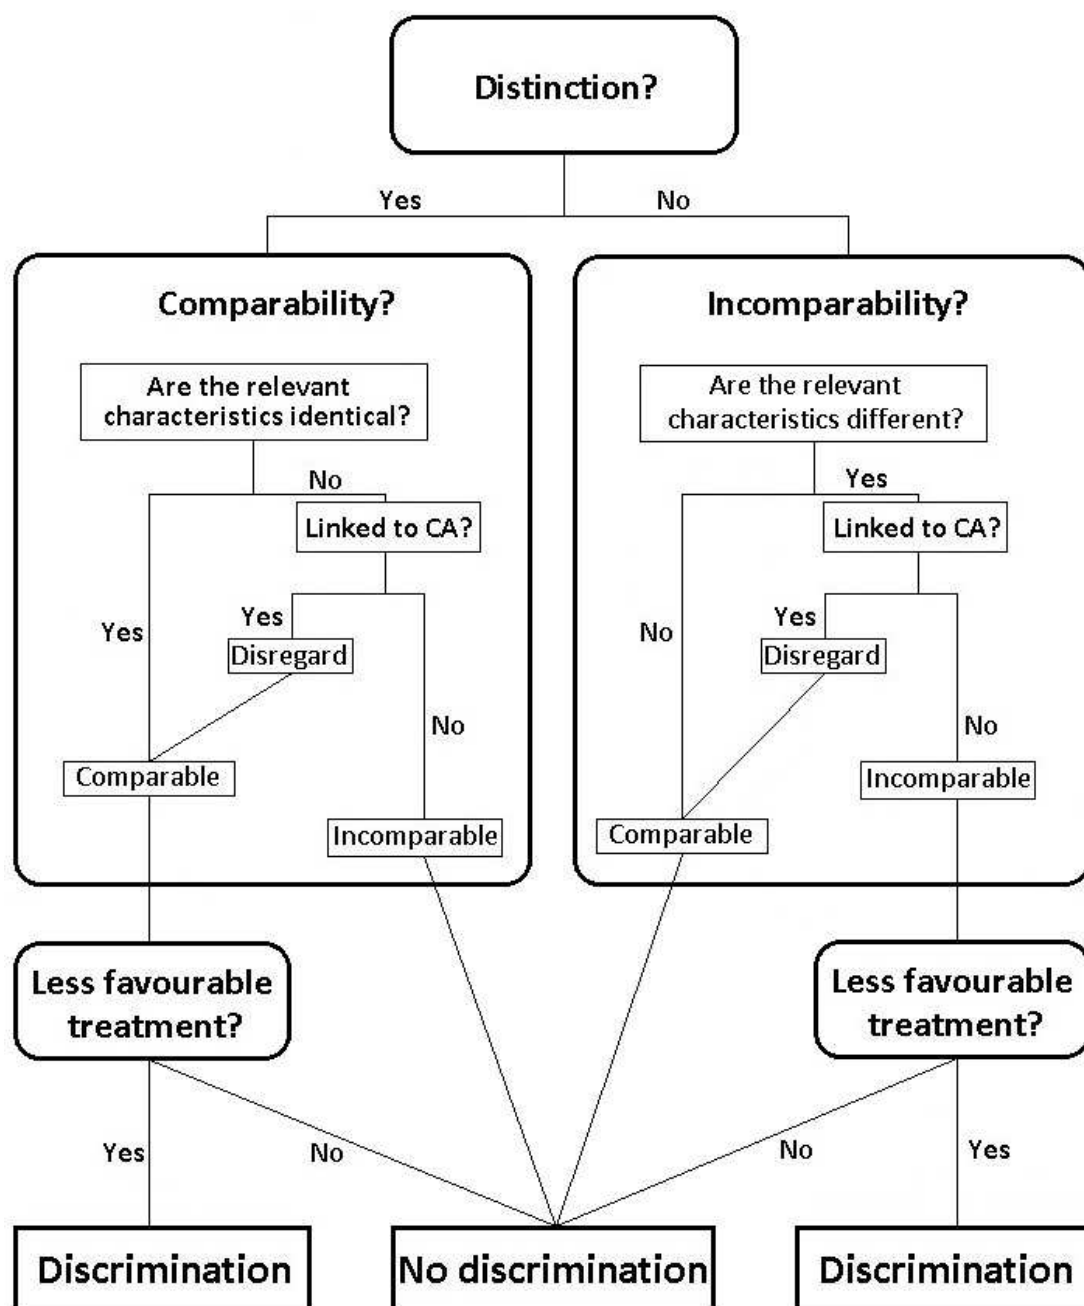 Distinction?
Yes
No
Comparability?
Are the relevant
characteristics identical?
No
Linked to CA?
Yes
Yes
Disregard
No
Comparable
Incomparable
Incomparability?
Are the relevant
characteristics different?
Yes
Linked to CA?
No
Yes
Disregard
No
Incomparable
Comparable
Less favourable
treatment?
Less favourable
treatment?
Yes
No
No
Yes
Discrimination
No discrimination
Discrimination